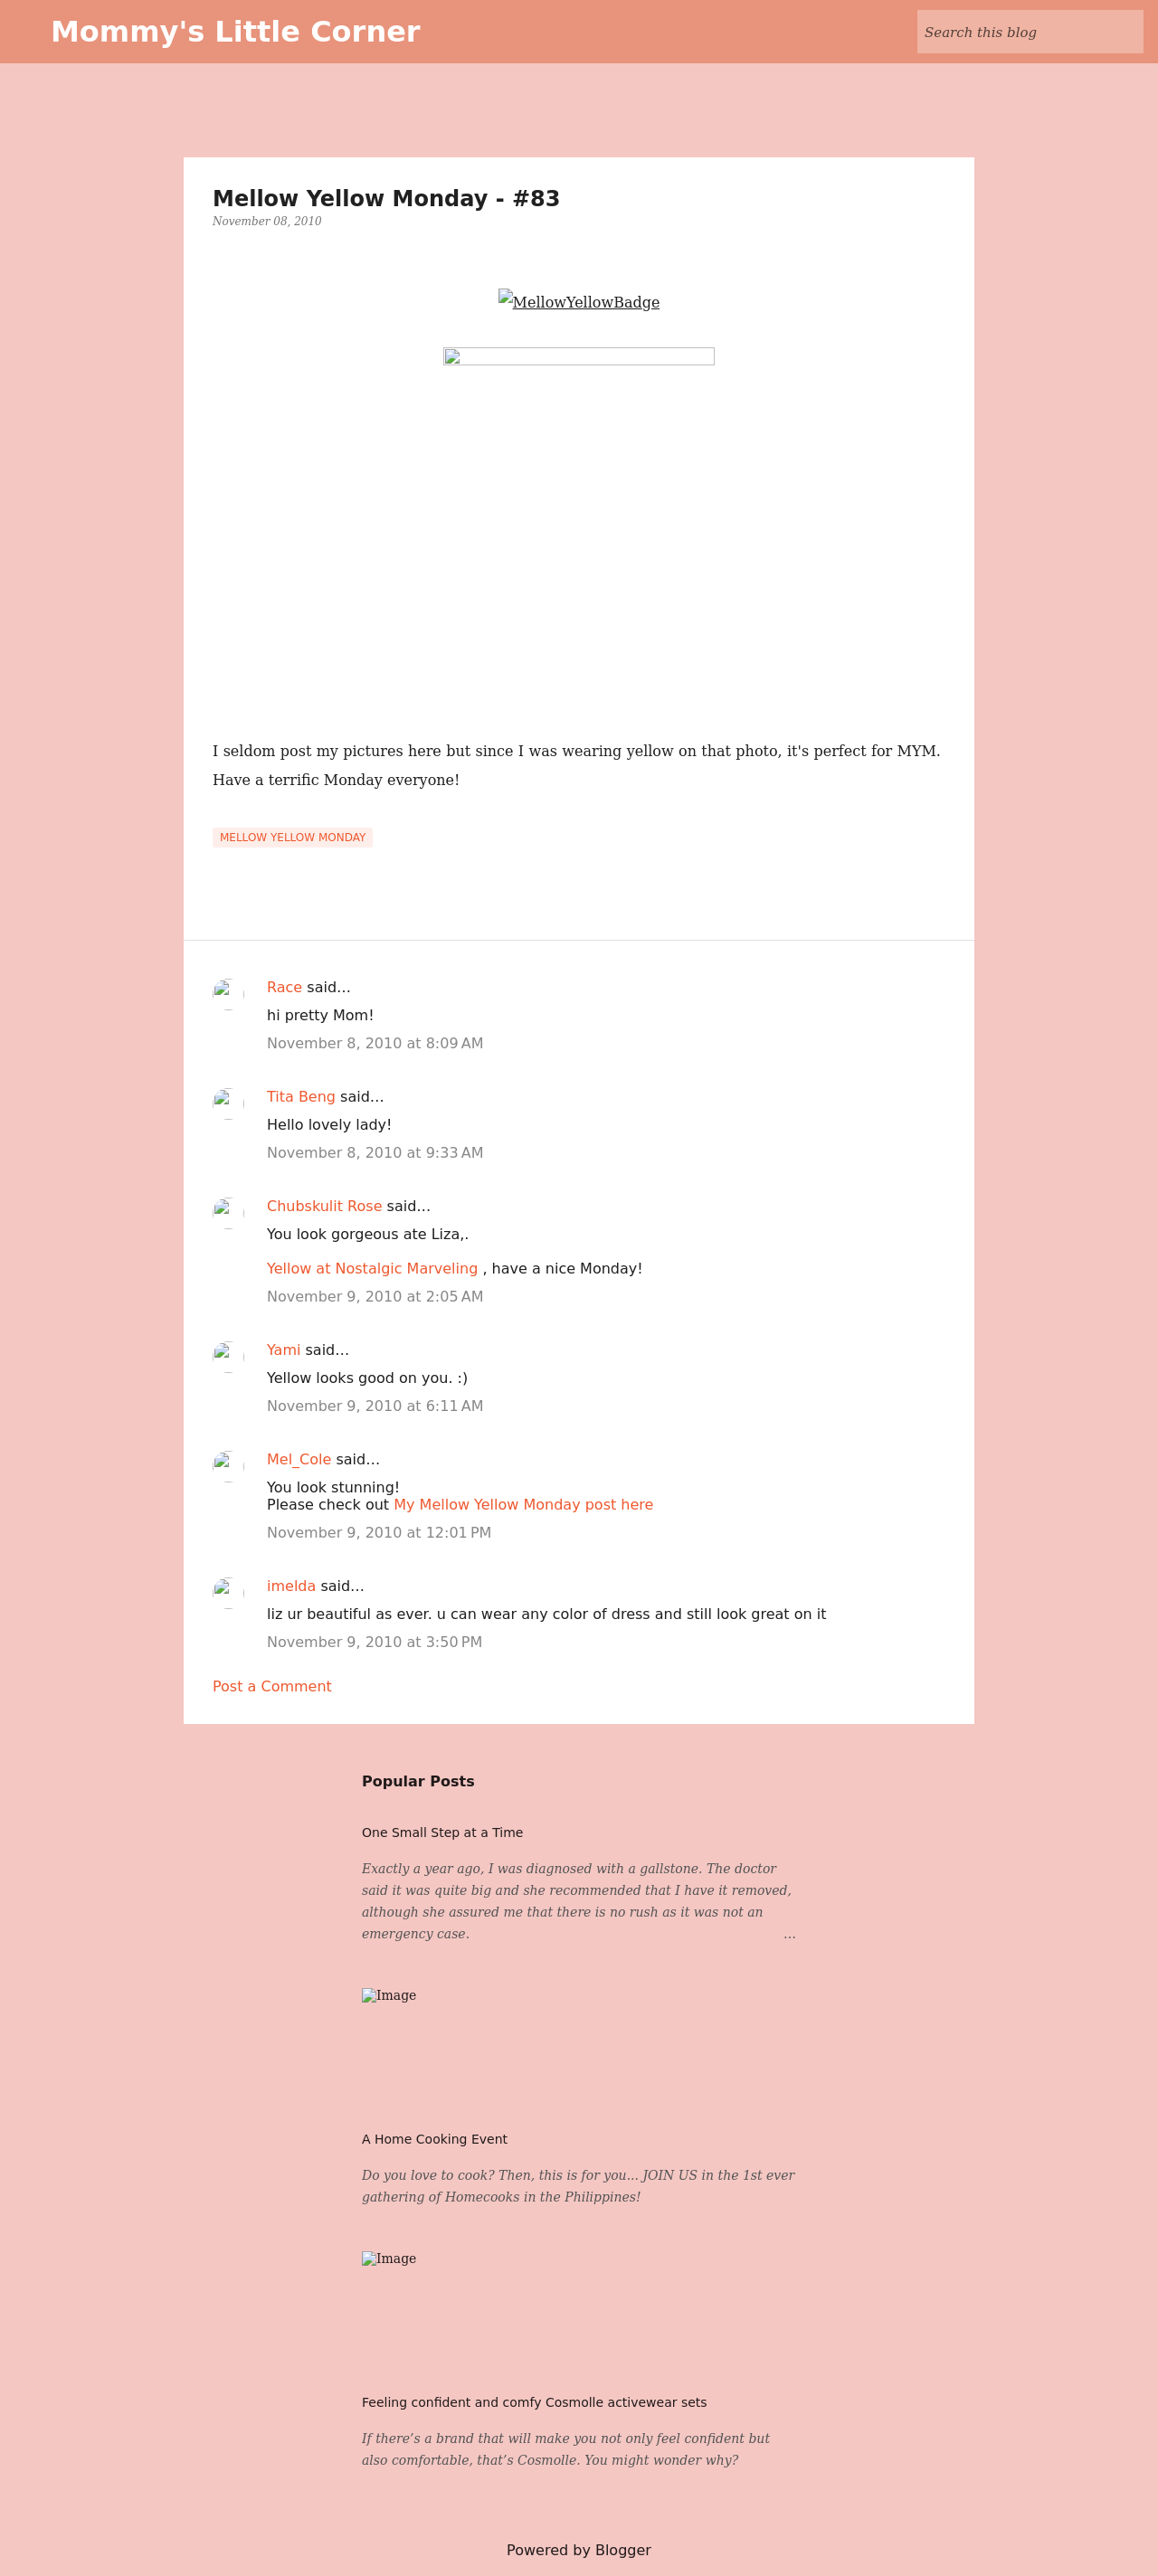 Mommy's Little Corner
Search this blog
Mellow Yellow Monday - #83
November 08, 2010
MellowYellowBadge
I seldom post my pictures here but since I was wearing yellow on that photo, it's perfect for MYM.
Have a terrific Monday everyone!
MELLOW YELLOW MONDAY
Race said…
hi pretty Mom!
November 8, 2010 at 8:09 AM
Tita Beng said…
Hello lovely lady!
November 8, 2010 at 9:33 AM
Chubskulit Rose said…
You look gorgeous ate Liza,.
Yellow at Nostalgic Marveling , have a nice Monday!
November 9, 2010 at 2:05 AM
Yami said…
Yellow looks good on you. :)
November 9, 2010 at 6:11 AM
Mel_Cole said…
You look stunning!
Please check out My Mellow Yellow Monday post here
November 9, 2010 at 12:01 PM
imelda said…
liz ur beautiful as ever. u can wear any color of dress and still look great on it
November 9, 2010 at 3:50 PM
Post a Comment
Popular Posts
One Small Step at a Time
Exactly a year ago, I was diagnosed with a gallstone. The doctor
said it was quite big and she recommended that I have it removed,
although she assured me that there is no rush as it was not an
emergency case. …
Image
A Home Cooking Event
Do you love to cook? Then, this is for you... JOIN US in the 1st ever
gathering of Homecooks in the Philippines!
Image
Feeling confident and comfy Cosmolle activewear sets
If there’s a brand that will make you not only feel confident but
also comfortable, that’s Cosmolle. You might wonder why?
Powered by Blogger